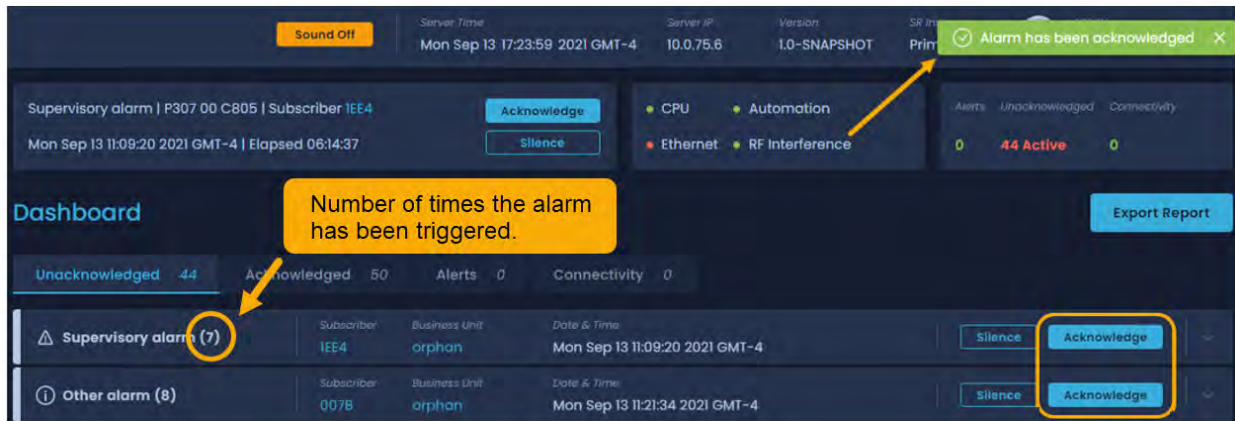 Sound Off
Server Time
Mon Sep 13 17:23:59 2021 GMT-4
Server IP
10.0.75.6
Version
1.0-SNAPSHOT
Alarm has been acknowledged
Supervisory alarm | P307 00 C805 | Subscriber 1EE4
Mon Sep 13 11:09:20 2021 GMT-4 | Elapsed 06:14:37
Acknowledge
Silence
CPU
Automation
Ethernet
RF Interference
Alerts Unacknowledged Connectivity
0 44 Active 0
Dashboard
Number of times the alarm
has been triggered.
Export Report
Unacknowledged 44 Acknowledged 50 Alerts 0 Connectivity 0
Supervisory alarm (7)
Subscriber
1EE4
Business Unit
orphan
Date & Time
Mon Sep 13 11:09:20 2021 GMT-4
Silence
Acknowledge
Other alarm (8)
Subscriber
007B
Business Unit
orphan
Date & Time
Mon Sep 13 11:21:34 2021 GMT-4
Silence
Acknowledge